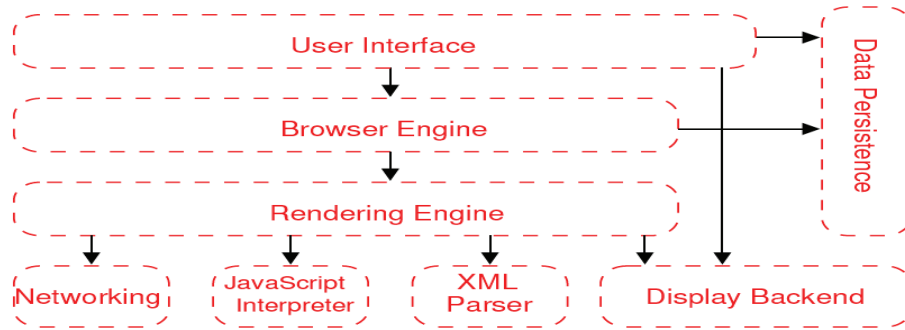 User Interface
Data Persistence
Browser Engine
Rendering Engine
Networking
JavaScript
Interpreter
XML
Parser
Display Backend